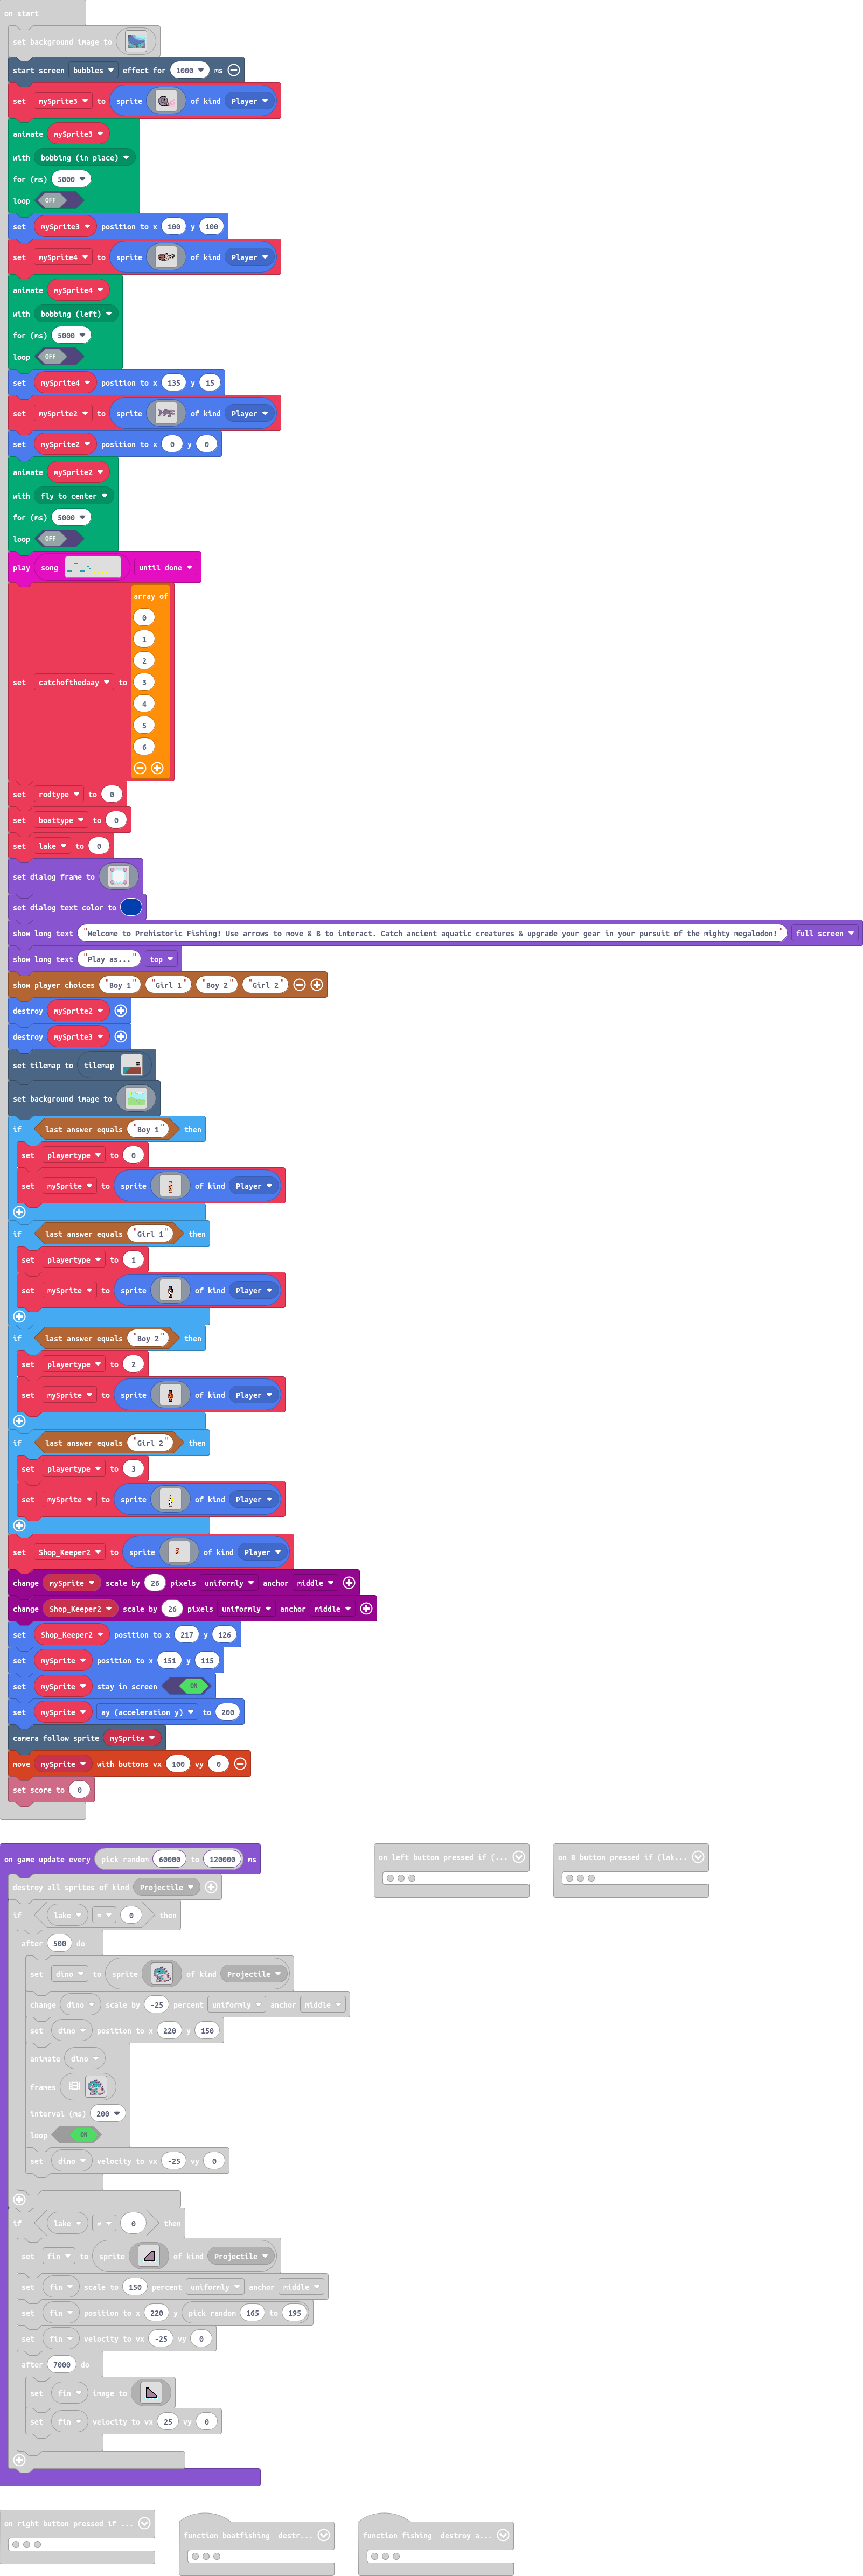 on start
set background image to
start screen bubbles effect for 1000 ms
set mySprite3 to sprite of kind Player
animate mySprite3
with bobbing (in place)
for (ms) 5000
loop OFF
set mySprite3 position to x 100 y 100
set mySprite4 to sprite of kind Player
animate mySprite4
with bobbing (left)
for (ms) 5000
loop OFF
set mySprite4 position to x 135 y 15
set mySprite2 to sprite of kind Player
set mySprite2 position to x 0 y 0
animate mySprite2
with fly to center
for (ms) 5000
loop OFF
play song until done
array of
0
1
2
set catchofthedaay to 3
4
5
6
set rodtype to 0
set boattype to 0
set lake to 0
set dialog frame to
set dialog text color to
show long text "Welcome to Prehistoric Fishing! Use arrows to move & B to interact. Catch ancient aquatic creatures & upgrade your gear in your pursuit of the mighty megalodon!" full screen
show long text "Play as..." top
show player choices "Boy 1" "Girl 1" "Boy 2" "Girl 2"
destroy mySprite2
destroy mySprite3
set tilemap to tilemap
set background image to
if last answer equals "Boy 1" then
set playertype to 0
set mySprite to sprite of kind Player
if last answer equals "Girl 1" then
set playertype to 1
set mySprite to sprite of kind Player
if last answer equals "Boy 2" then
set playertype to 2
set mySprite to sprite of kind Player
if last answer equals "Girl 2" then
set playertype to 3
set mySprite to sprite of kind Player
set Shop_Keeper2 to sprite of kind Player
change mySprite scale by 26 pixels uniformly anchor middle
change Shop_Keeper2 scale by 26 pixels uniformly anchor middle
set Shop_Keeper2 position to x 217 y 126
set mySprite position to x 151 y 115
set mySprite stay in screen ON
set mySprite ay (acceleration y) to 200
camera follow sprite mySprite
move mySprite with buttons vx 100 vy 0
set score to 0
on game update every pick random 60000 to 120000 ms
on left button pressed if (...
on B button pressed if (lak...
destroy all sprites of kind Projectile
if lake = 0 then
after 500 do
set dino to sprite of kind Projectile
change dino scale by -25 percent uniformly anchor middle
set dino position to x 220 y 150
animate dino
frames
interval (ms) 200
loop ON
set dino velocity to vx -25 vy 0
if lake ≠ 0 then
set fin to sprite of kind Projectile
set fin scale to 150 percent uniformly anchor middle
set fin position to x 220 y pick random 165 to 195
set fin velocity to vx -25 vy 0
after 7000 do
set fin image to
set fin velocity to vx 25 vy 0
on right button pressed if ...
function boatfishing destr...
function fishing destroy a...